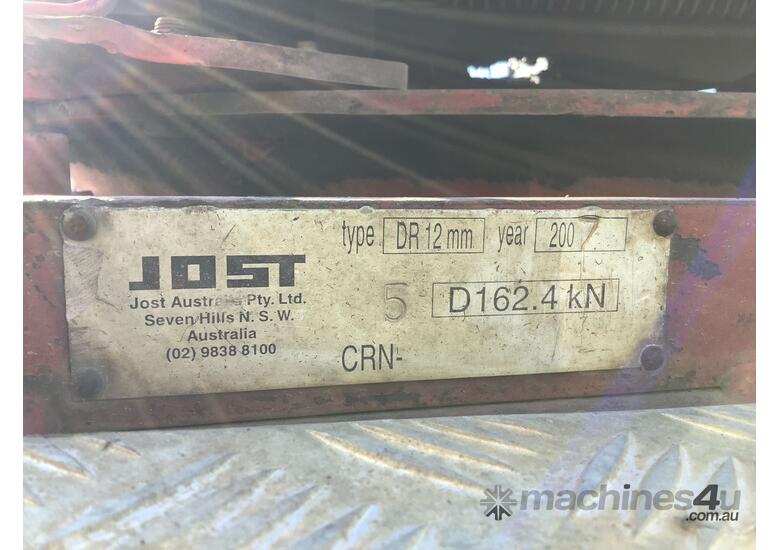 type DR 12 mm year 2007
JOST
Jost Australia Pty. Ltd.
Seven Hills N. S. W.
Australia
(02) 9838 8100
5 D162.4 kN
CRN-
machines4u
.com.au